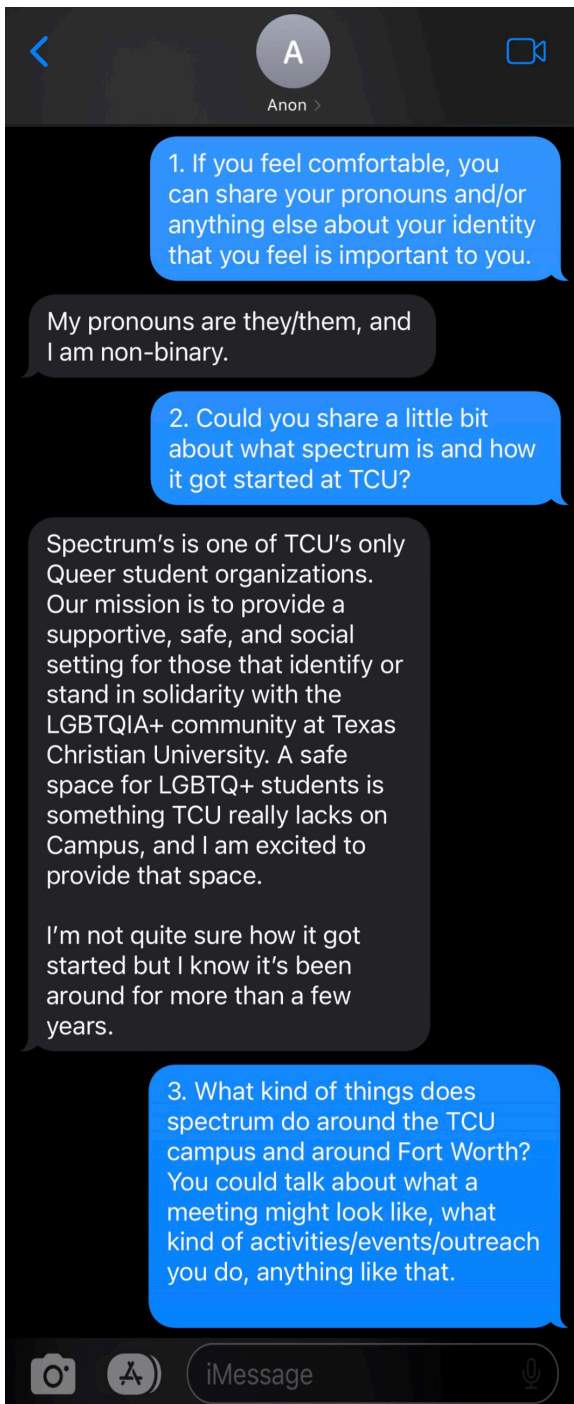 A
Anon >
1. If you feel comfortable, you
can share your pronouns and/or
anything else about your identity
that you feel is important to you.
My pronouns are they/them, and
I am non-binary.
2. Could you share a little bit
about what spectrum is and how
it got started at TCU?
Spectrum’s is one of TCU’s only
Queer student organizations.
Our mission is to provide a
supportive, safe, and social
setting for those that identify or
stand in solidarity with the
LGBTQIA+ community at Texas
Christian University. A safe
space for LGBTQ+ students is
something TCU really lacks on
Campus, and I am excited to
provide that space.
I’m not quite sure how it got
started but I know it’s been
around for more than a few
years.
3. What kind of things does
spectrum do around the TCU
campus and around Fort Worth?
You could talk about what a
meeting might look like, what
kind of activities/events/outreach
you do, anything like that.
iMessage